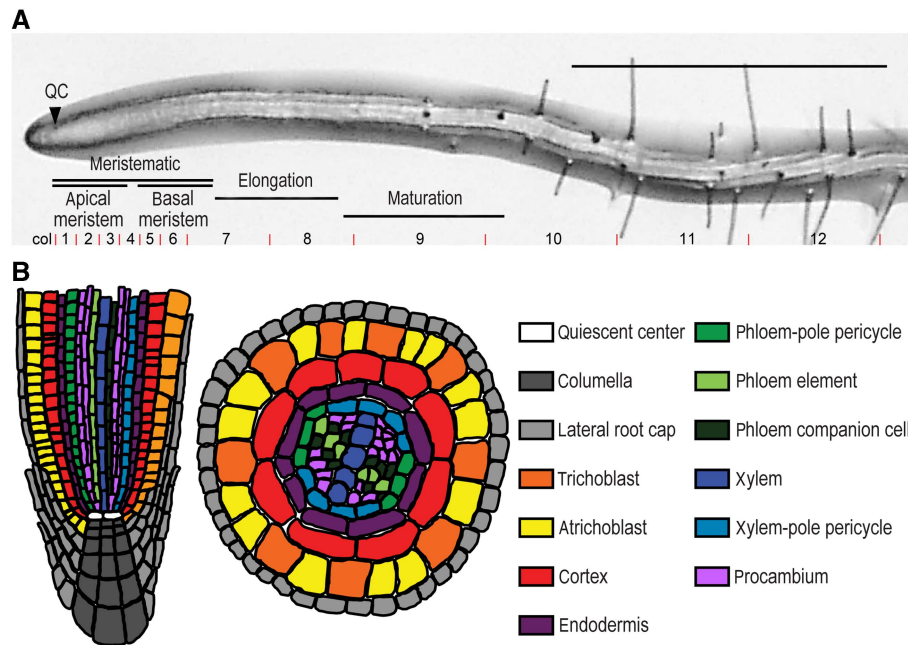 A
QC
Meristematic
Apical meristem
Basal meristem
Elongation
Maturation
col 1 2 3 4 5 6 7 8 9 10 11 12
B
Quiescent center
Columella
Lateral root cap
Trichoblast
Atrichoblast
Cortex
Endermis
Phloem-pole pericycle
Phloem element
Phloem companion cell
Xylem
Xylem-pole pericycle
Procambium